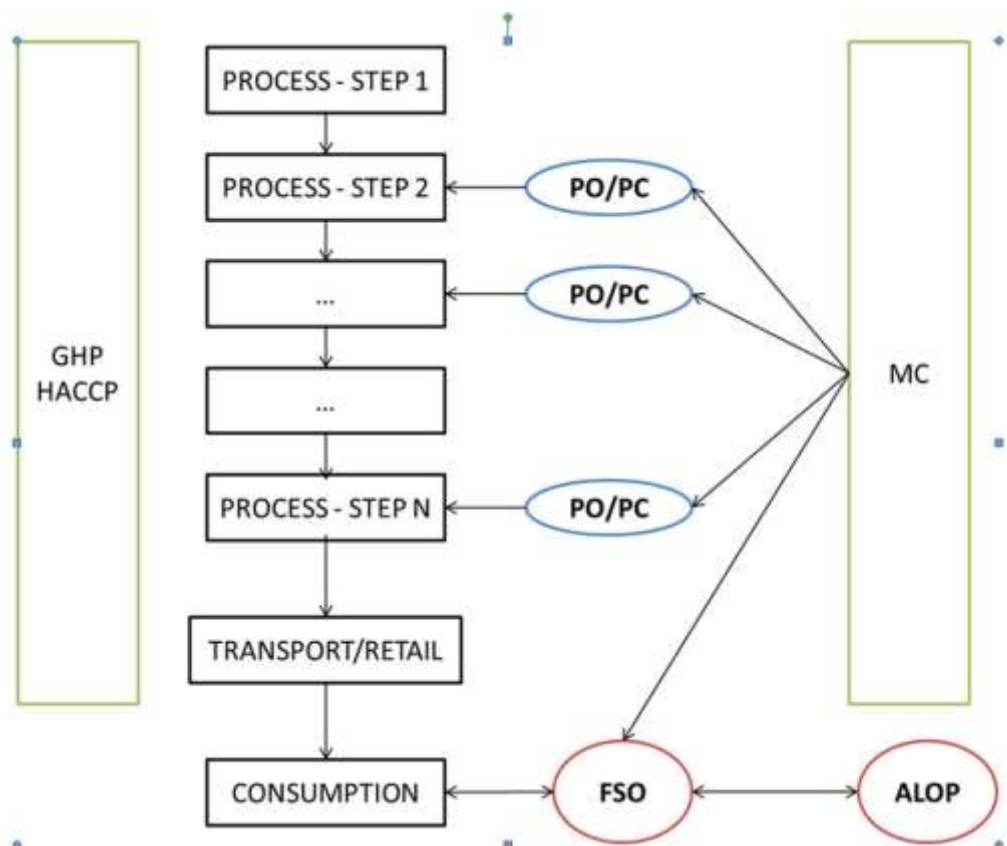 PROCESS - STEP 1
PROCESS - STEP 2
PO/PC
...
PO/PC
GHP
HACCP
MC
...
PROCESS - STEP N
PO/PC
TRANSPORT/RETAIL
CONSUMPTION
FSO
ALOP